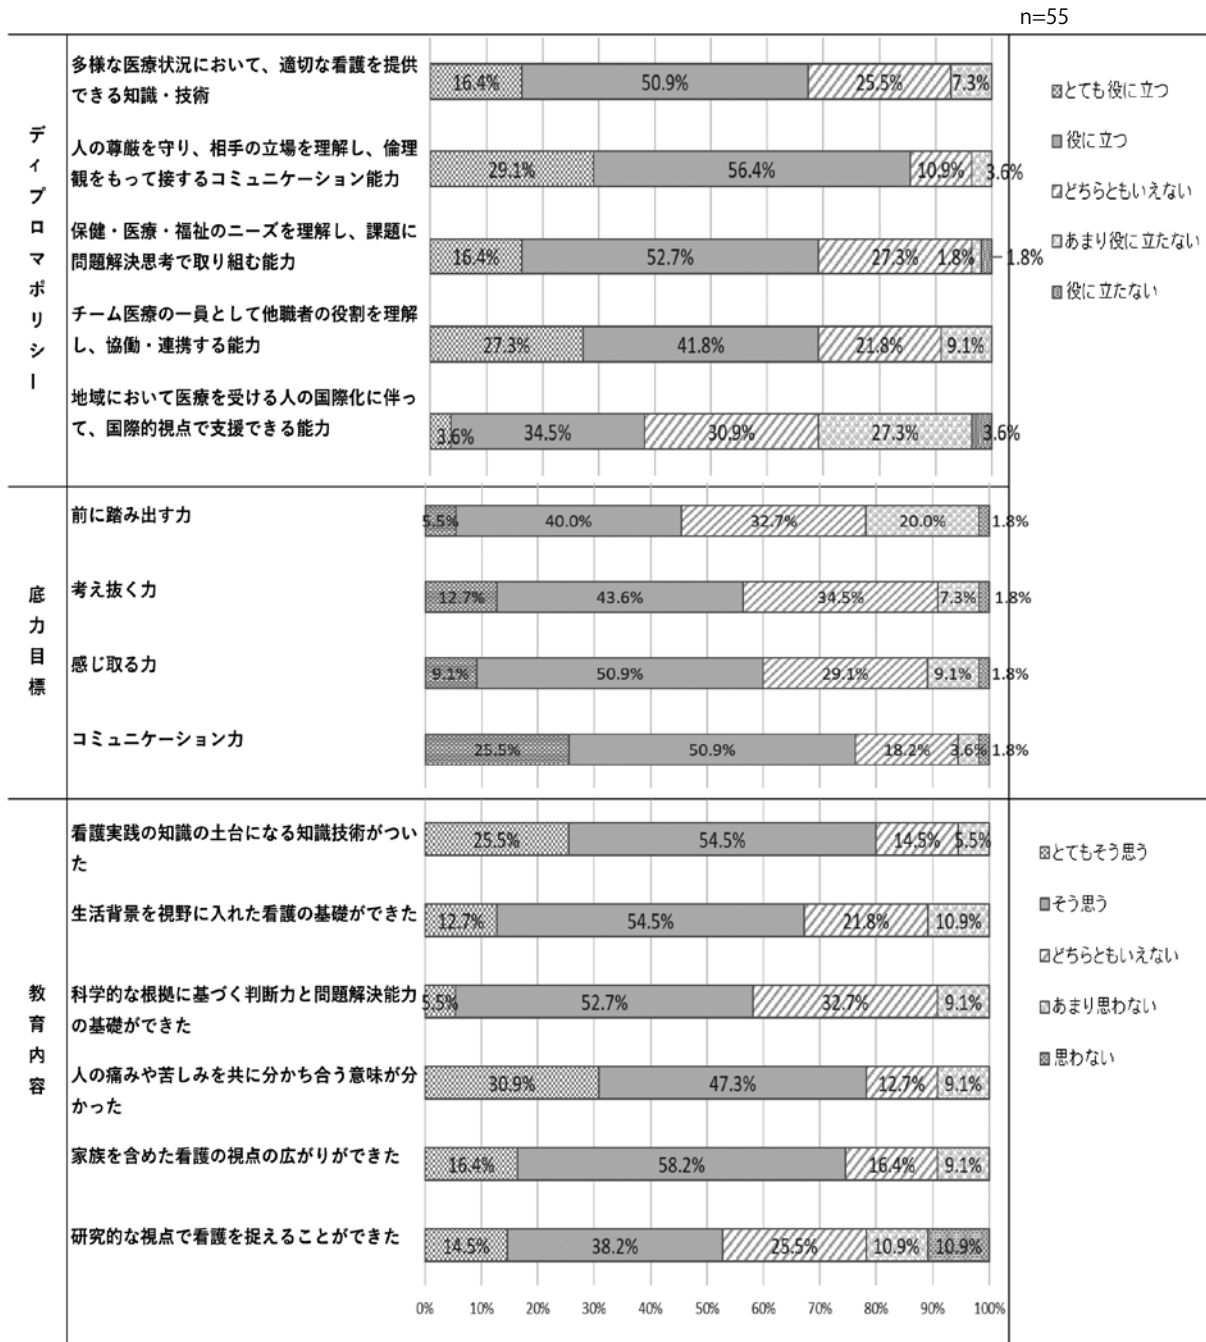 n=55
ディプロマポリシー
多様な医療状況において、適切な看護を提供
できる知識・技術
16.4% 50.9% 25.5% 7.3%
人の尊厳を守り、相手の立場を理解し、倫理
観をもって接するコミュニケーション能力
29.1% 56.4% 10.9% 3.6%
保健・医療・福祉のニーズを理解し、課題に
問題解決思考で取り組む能力
16.4% 52.7% 27.3% 1.8% 1.8%
チーム医療の一員として他職者の役割を理解
し、協働・連携する能力
27.3% 41.8% 21.8% 9.1%
地域において医療を受ける人の国際化に伴っ
て、国際的視点で支援できる能力
3.6% 34.5% 30.9% 27.3% 3.6%
とても役に立つ
役に立つ
どちらともいえない
あまり役に立たない
役に立たない
底力目標
前に踏み出す力
5.5% 40.0% 32.7% 20.0% 1.8%
考え抜く力
12.7% 43.6% 34.5% 7.3% 1.8%
感じ取る力
9.1% 50.9% 29.1% 9.1% 1.8%
コミュニケーション力
25.5% 50.9% 18.2% 3.6% 1.8%
教育内容
看護実践の知識の土台になる知識技術がつい
た
25.5% 54.5% 14.5% 5.5%
生活背景を視野に入れた看護の基礎ができた
12.7% 54.5% 21.8% 10.9%
科学的な根拠に基づく判断力と問題解決能力
の基礎ができた
5.5% 52.7% 32.7% 9.1%
人の痛みや苦しみを共に分かち合う意味が分
かった
30.9% 47.3% 12.7% 9.1%
家族を含めた看護の視点の広がりができた
16.4% 58.2% 16.4% 9.1%
研究的な視点で看護を捉えることができた
14.5% 38.2% 25.5% 10.9% 10.9%
0% 10% 20% 30% 40% 50% 60% 70% 80% 90% 100%
とてもそう思う
そう思う
どちらともいえない
あまり思わない
思わない